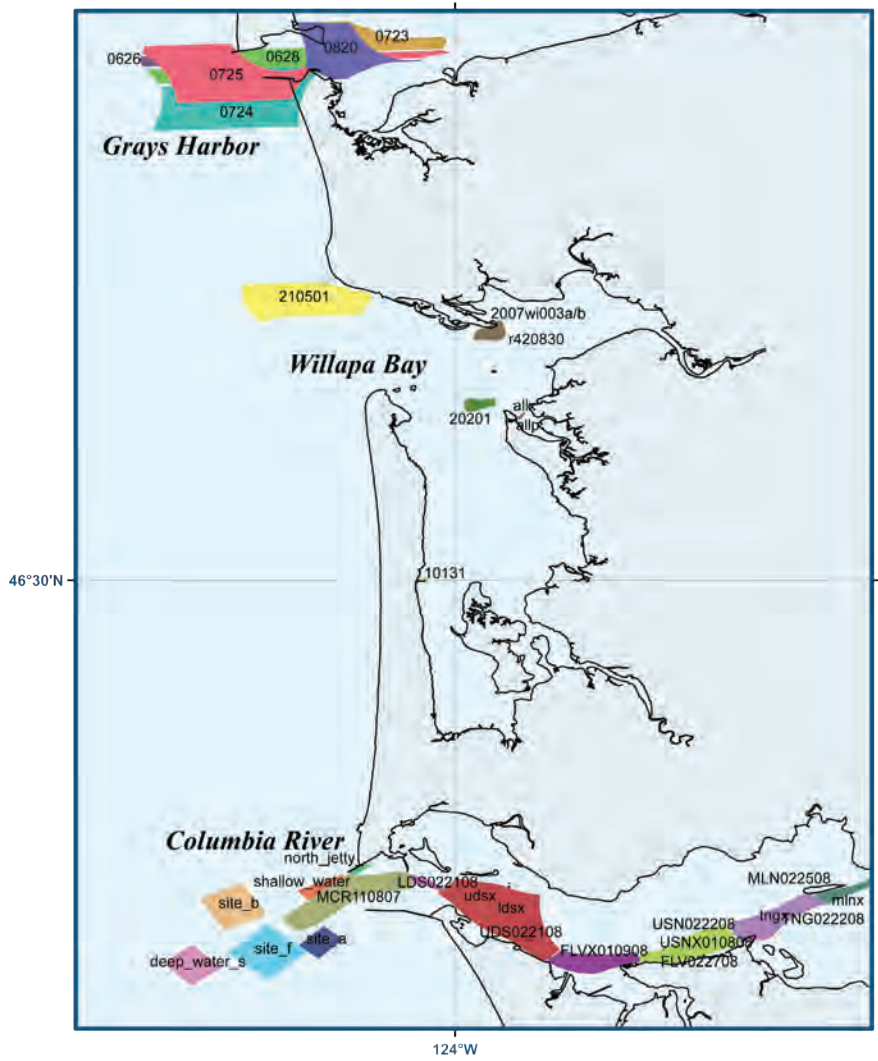 0723
0820
0626
0628
0725
0724
Grays Harbor
210501
2007wi003a/b
r420830
Willapa Bay
20201
allp
46°30'N
10131
Columbia River
north_jetty
shallow_water
LDS022108
MLN022508
MCR110807
udsx
ldsx
mlnx
site_b
USN022208
tngx
TNG022208
UDS022108
site_a
site_f
FLVX010908
FLV022708
deep_water_s
124°W